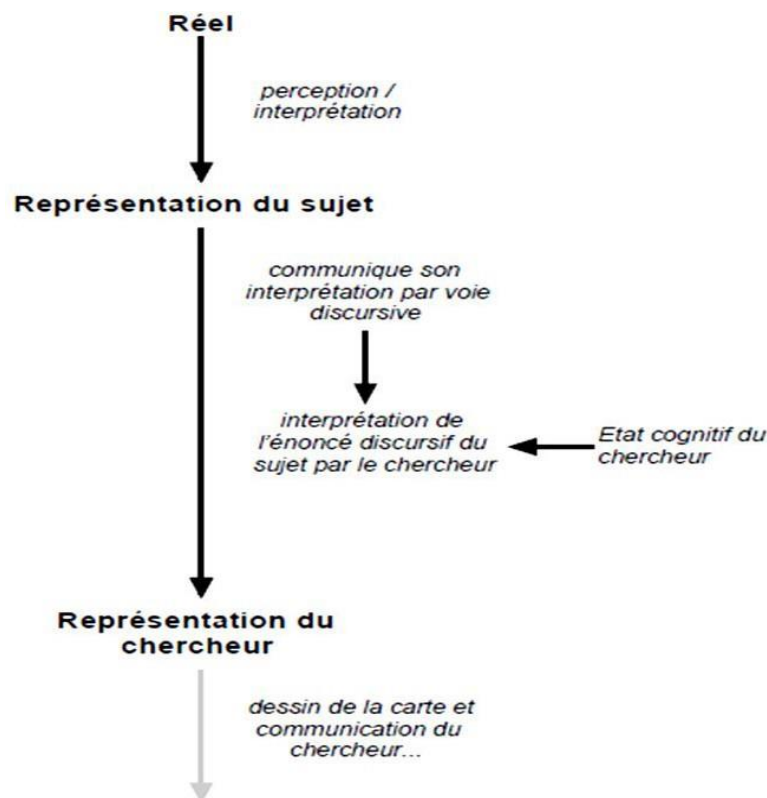 Réel
perception /
interprétation
Représentation du sujet
communique son
interprétation par voie
discursive
interprétation de
l'énoncé discursif du
sujet par le chercheur
Etat cognitif du
chercheur
Représentation du
chercheur
dessin de la carte et
communication du
chercheur...